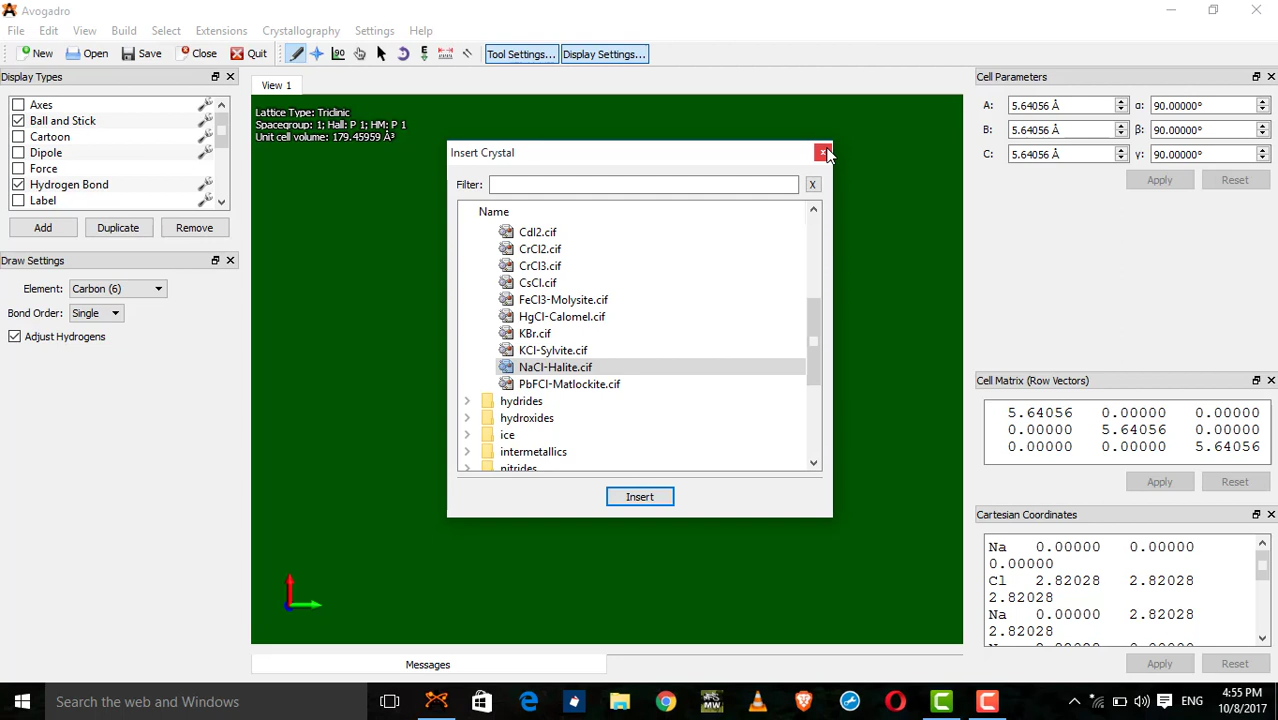 Avogadro
File Edit View Build Select Extensions Crystallography Settings Help
New Open Save Close Quit 90 E Tool Settings... Display Settings...
Display Types
Axes
Ball and Stick
Cartoon
Dipole
Force
Hydrogen Bond
Label
Add Duplicate Remove
Draw Settings
Element: Carbon (6)
Bond Order: Single
Adjust Hydrogens
View 1
Lattice Type: Triclinic
Spacegroup: 1; Hall: P 1; HM: P 1
Unit cell volume: 179.45959 Å³
Insert Crystal
Filter: X
Name
CdI2.cif
CrCl2.cif
CrCl3.cif
CsCl.cif
FeCl3-Molysite.cif
HgCl-Calomel.cif
KBr.cif
KCl-Sylvite.cif
NaCl-Halite.cif
PbFCl-Matlockite.cif
hydrides
hydroxides
ice
intermetallics
nitrides
Insert
Messages
Cell Parameters
A: 5.64056 Å α: 90.00000°
B: 5.64056 Å β: 90.00000°
C: 5.64056 Å γ: 90.00000°
Apply Reset
Cell Matrix (Row Vectors)
5.64056 0.00000 0.00000
0.00000 5.64056 0.00000
0.00000 0.00000 5.64056
Apply Reset
Cartesian Coordinates
Na 0.00000 0.00000
0.00000
Cl 2.82028 2.82028
2.82028
Na 0.00000 2.82028
2.82028
Apply Reset
Search the web and Windows
MW
ENG
4:55 PM
10/8/2017